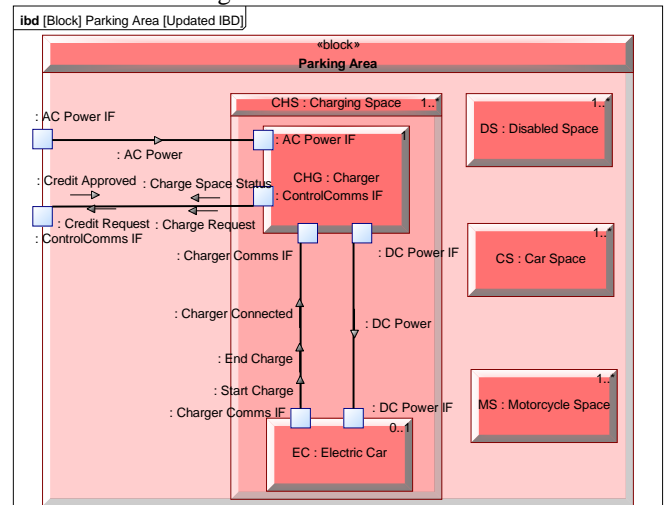 ibd [Block] Parking Area [Updated IBD]
«block»
Parking Area
CHS : Charging Space 1..*
1..*
DS : Disabled Space
: AC Power IF
: AC Power IF
1
: AC Power
CHG : Charger
: Credit Approved
: Charge Space Status
: ControlComms IF
: Credit Request
: Charge Request
: ControlComms IF
: Charger Comms IF
: DC Power IF
1..*
CS : Car Space
: Charger Connected
: DC Power
: End Charge
: Start Charge
: Charger Comms IF
: DC Power IF
0..1
EC : Electric Car
1..*
MS : Motorcycle Space